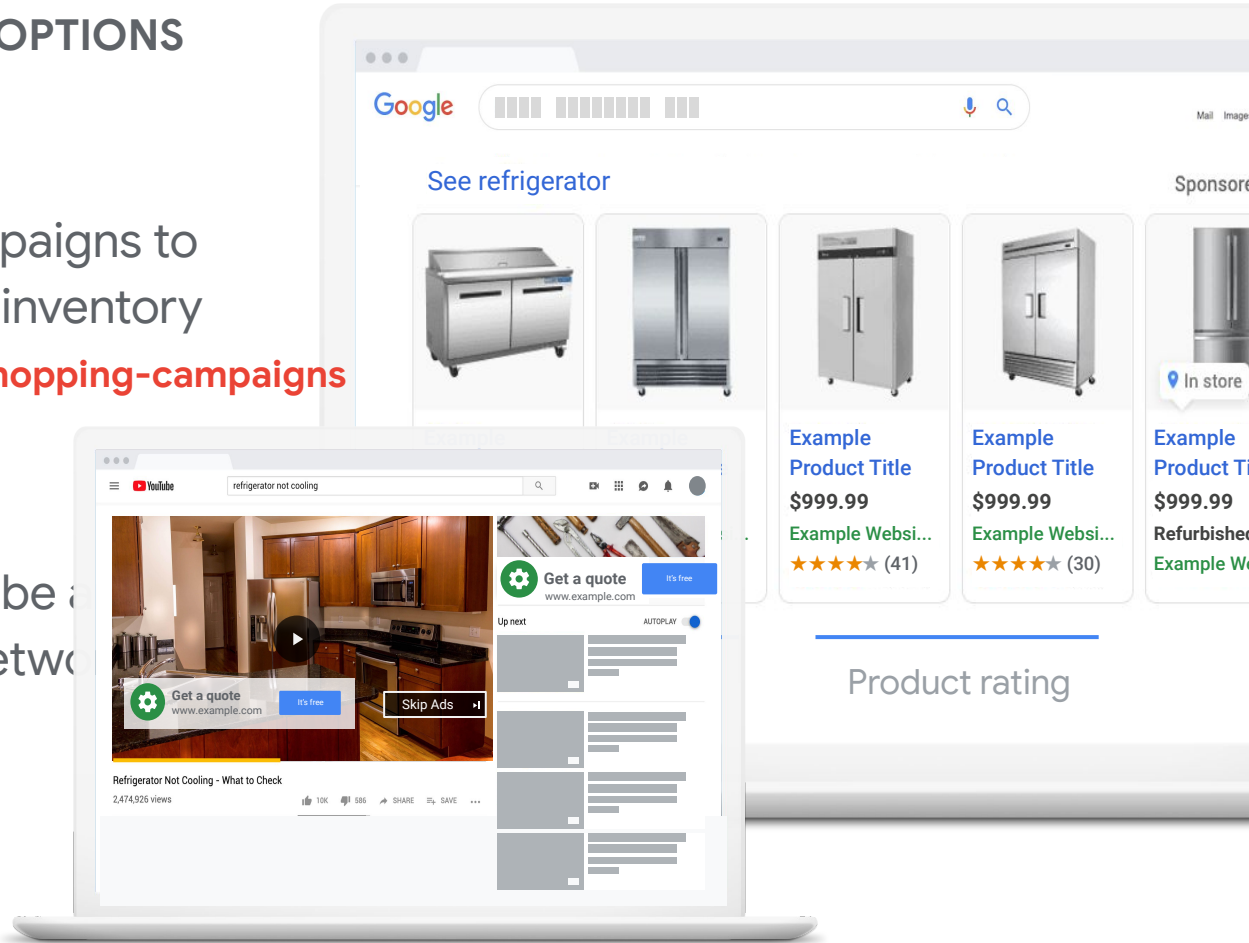 OPTIONS
paigns to
inventory
hopping-campaigns
be a
etwo
Google
Mail Image
See refrigerator
Sponsore
In store
Example
Product Title
$999.99
Example Websi...
(41)
Example
Product Title
$999.99
Example Websi...
(30)
Example
Product Ti
$999.99
Refurbished
Example We
Product rating
YouTube
refrigerator not cooling
Get a quote
www.example.com
It's free
Skip Ads
Get a quote
www.example.com
It's free
Up next
AUTOPLAY
Refrigerator Not Cooling - What to Check
2,474,926 views
10K
586
SHARE
SAVE